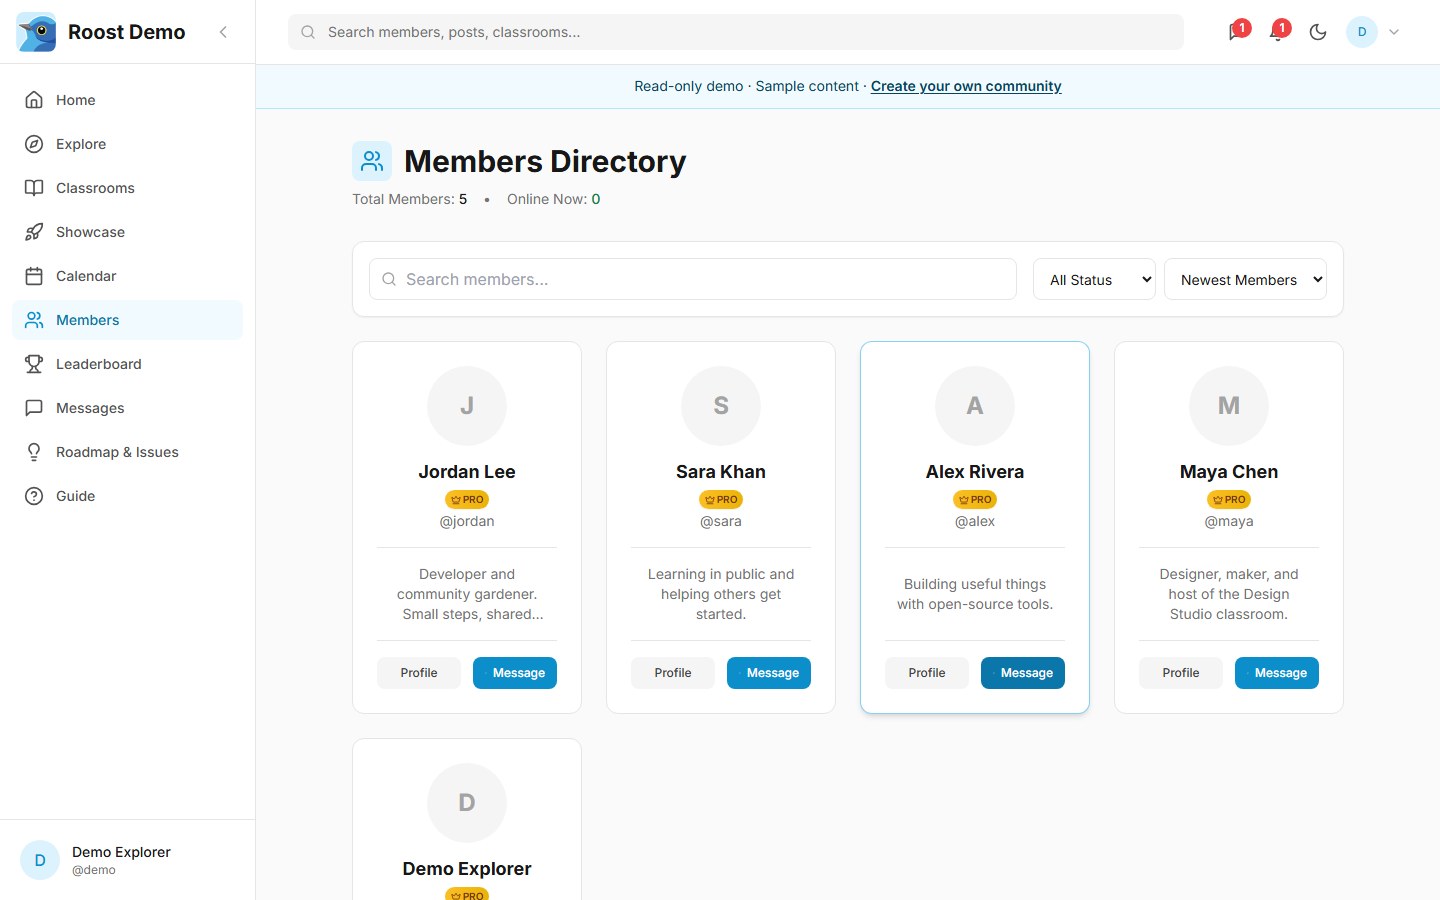 Roost Demo
Search members, posts, classrooms...
1
1
D
Read-only demo · Sample content · Create your own community
Home
Explore
Classrooms
Showcase
Calendar
Members
Leaderboard
Messages
Roadmap & Issues
Guide
Demo Explorer
@demo
D
Members Directory
Total Members: 5 • Online Now: 0
Search members...
All Status
Newest Members
J
Jordan Lee
PRO
@jordan
Developer and
community gardener.
Small steps, shared...
Profile
Message
S
Sara Khan
PRO
@sara
Learning in public and
helping others get
started.
Profile
Message
A
Alex Rivera
PRO
@alex
Building useful things
with open-source tools.
Profile
Message
M
Maya Chen
PRO
@maya
Designer, maker, and
host of the Design
Studio classroom.
Profile
Message
D
Demo Explorer
PRO